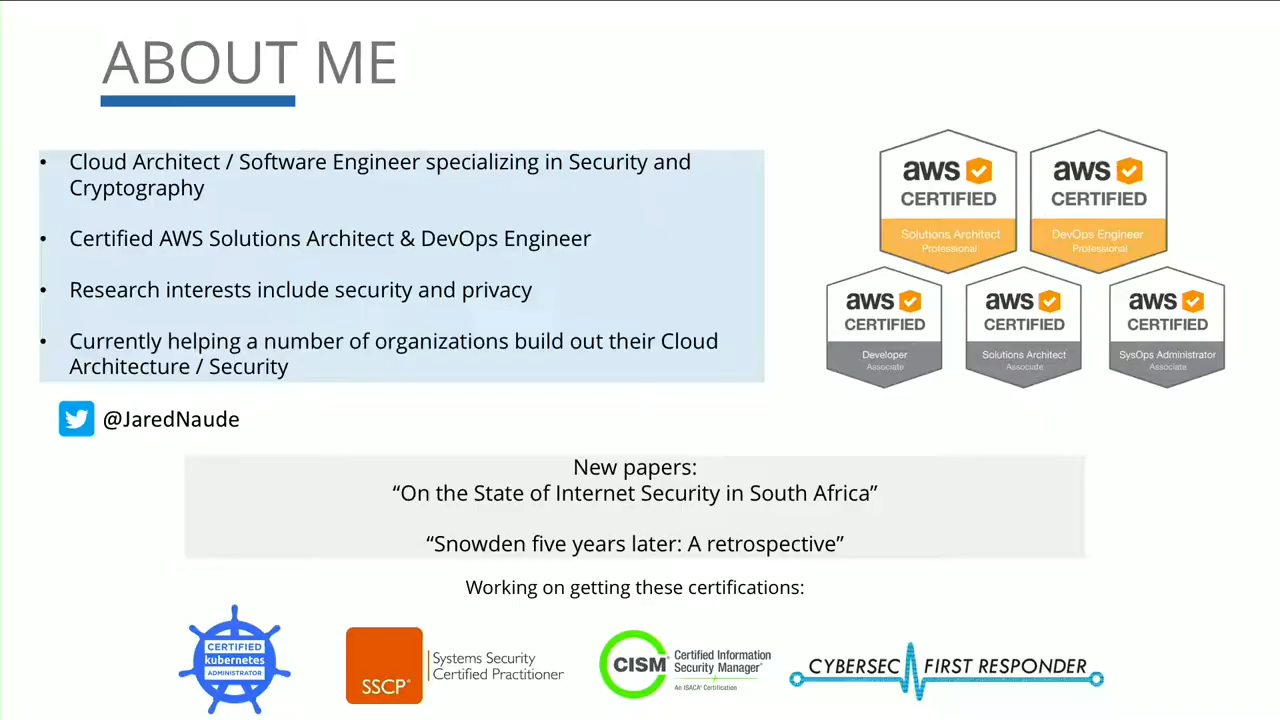 ABOUT ME
• Cloud Architect / Software Engineer specializing in Security and
Cryptography
• Certified AWS Solutions Architect & DevOps Engineer
• Research interests include security and privacy
• Currently helping a number of organizations build out their Cloud
Architecture / Security
@JaredNaude
aws
CERTIFIED
Solutions Architect
Professional
aws
CERTIFIED
DevOps Engineer
Professional
aws
CERTIFIED
Developer
Associate
aws
CERTIFIED
Solutions Architect
Associate
aws
CERTIFIED
SysOps Administrator
Associate
New papers:
“On the State of Internet Security in South Africa”
“Snowden five years later: A retrospective”
Working on getting these certifications:
CERTIFIED
kubernetes
ADMINISTRATOR
SSCP®
Systems Security
Certified Practitioner
CISM®
Certified Information
Security Manager®
An ISACA® Certification
CYBERSEC FIRST RESPONDER